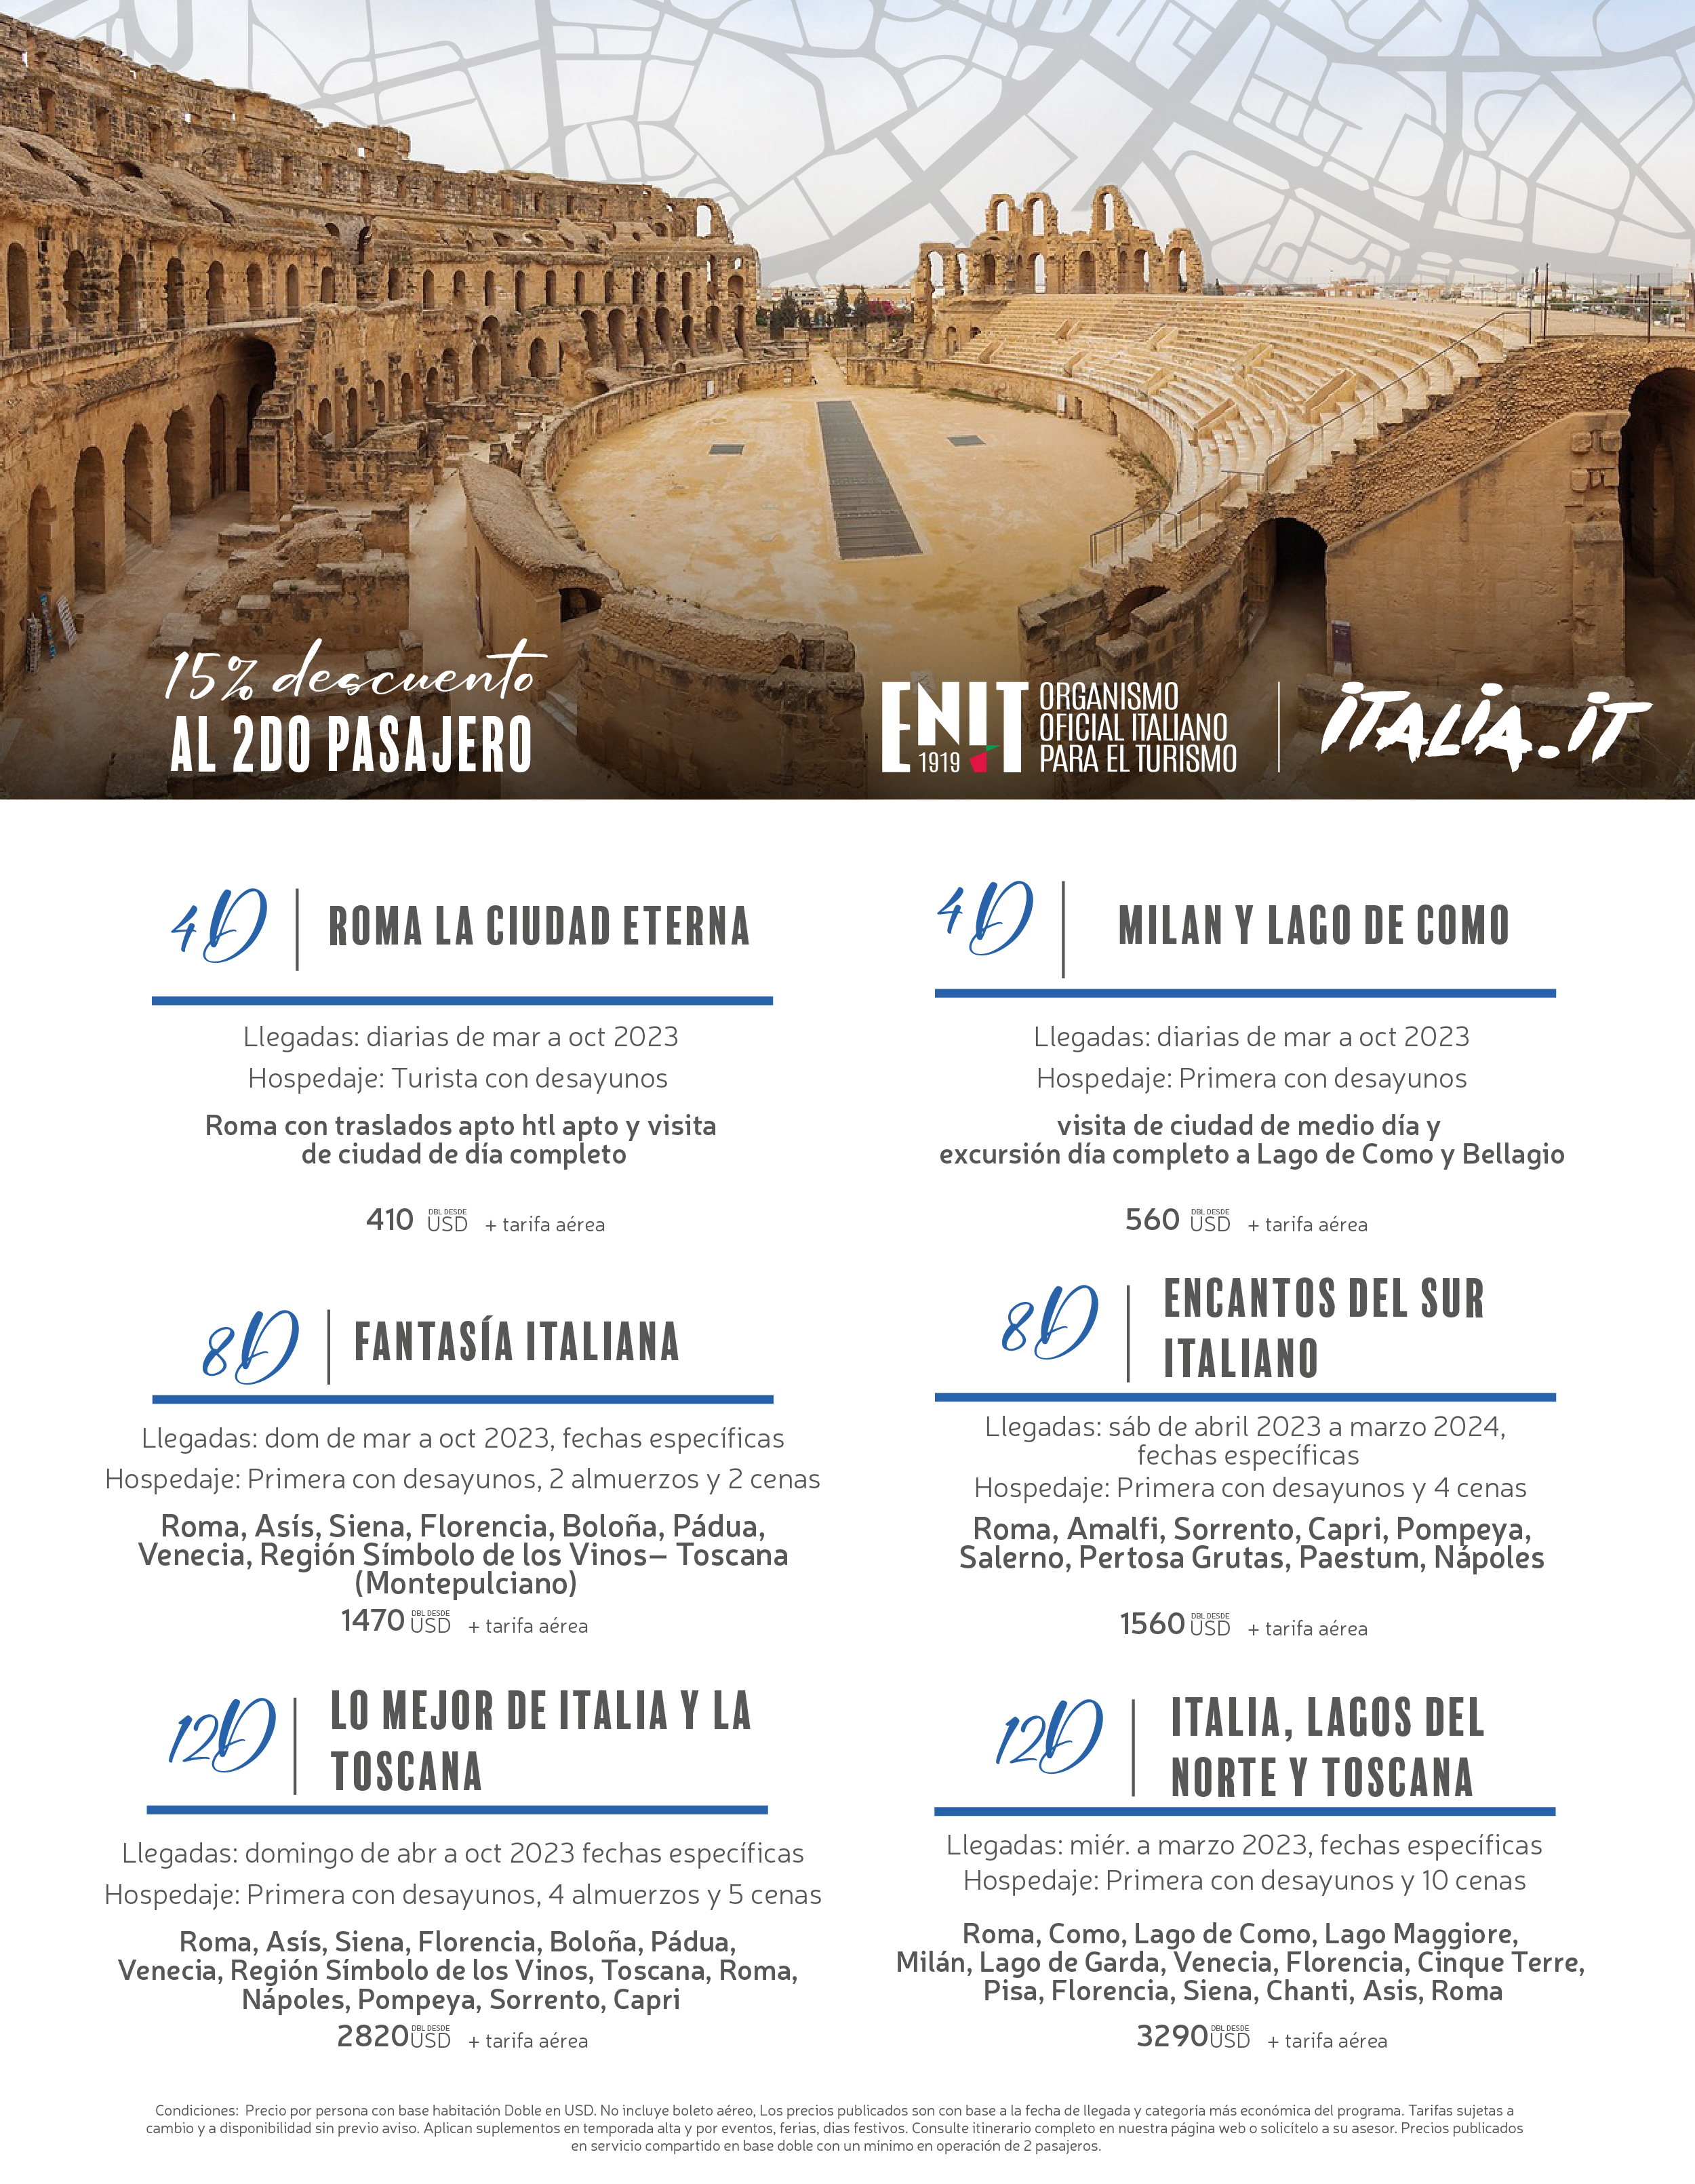 15% descuento
AL 2DO PASAJERO
ENIT
1919
ORGANISMO
OFICIAL ITALIANO
PARA EL TURISMO
iTALiA.iT
4D
ROMA LA CIUDAD ETERNA
Llegadas: diarias de mar a oct 2023
Hospedaje: Turista con desayunos
Roma con traslados apto htl apto y visita
de ciudad de día completo
410 DBL DESDE USD + tarifa aérea
4D
MILAN Y LAGO DE COMO
Llegadas: diarias de mar a oct 2023
Hospedaje: Primera con desayunos
visita de ciudad de medio día y
excursión día completo a Lago de Como y Bellagio
560 DBL DESDE USD + tarifa aérea
8D
FANTASÍA ITALIANA
Llegadas: dom de mar a oct 2023, fechas específicas
Hospedaje: Primera con desayunos, 2 almuerzos y 2 cenas
Roma, Asís, Siena, Florencia, Boloña, Pádua,
Venecia, Región Símbolo de los Vinos– Toscana
(Montepulciano)
1470 DBL DESDE USD + tarifa aérea
8D
ENCANTOS DEL SUR
ITALIANO
Llegadas: sáb de abril 2023 a marzo 2024,
fechas específicas
Hospedaje: Primera con desayunos y 4 cenas
Roma, Amalfi, Sorrento, Capri, Pompeya,
Salerno, Pertosa Grutas, Paestum, Nápoles
1560 DBL DESDE USD + tarifa aérea
12D
LO MEJOR DE ITALIA Y LA
TOSCANA
Llegadas: domingo de abr a oct 2023 fechas específicas
Hospedaje: Primera con desayunos, 4 almuerzos y 5 cenas
Roma, Asís, Siena, Florencia, Boloña, Pádua,
Venecia, Región Símbolo de los Vinos, Toscana, Roma,
Nápoles, Pompeya, Sorrento, Capri
2820 DBL DESDE USD + tarifa aérea
12D
ITALIA, LAGOS DEL
NORTE Y TOSCANA
Llegadas: miér. a marzo 2023, fechas específicas
Hospedaje: Primera con desayunos y 10 cenas
Roma, Como, Lago de Como, Lago Maggiore,
Milán, Lago de Garda, Venecia, Florencia, Cinque Terre,
Pisa, Florencia, Siena, Chanti, Asis, Roma
3290 DBL DESDE USD + tarifa aérea
Condiciones: Precio por persona con base habitación Doble en USD. No incluye boleto aéreo, Los precios publicados son con base a la fecha de llegada y categoría más económica del programa. Tarifas sujetas a
cambio y a disponibilidad sin previo aviso. Aplican suplementos en temporada alta y por eventos, ferias, dias festivos. Consulte itinerario completo en nuestra página web o solicítelo a su asesor. Precios publicados
en servicio compartido en base doble con un mínimo en operación de 2 pasajeros.